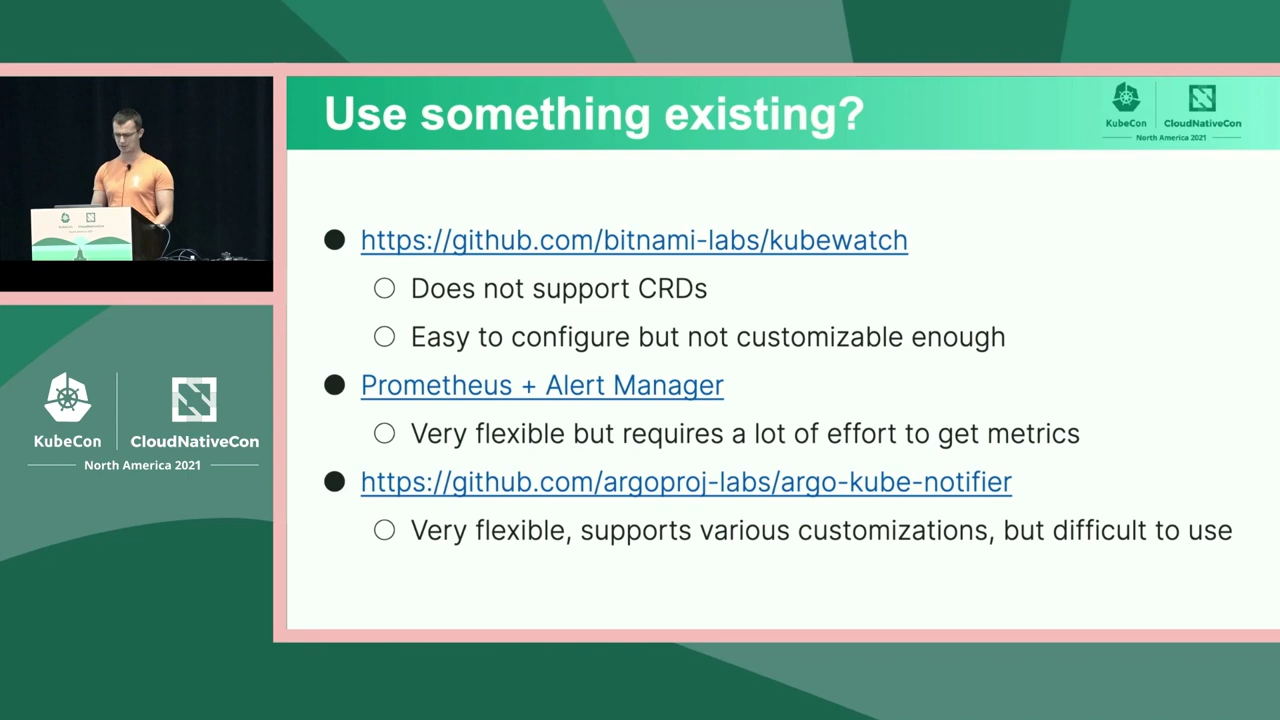 Use something existing?
KubeCon
CloudNativeCon
North America 2021
https://github.com/bitnami-labs/kubewatch
Does not support CRDs
Easy to configure but not customizable enough
Prometheus + Alert Manager
Very flexible but requires a lot of effort to get metrics
https://github.com/argoproj-labs/argo-kube-notifier
Very flexible, supports various customizations, but difficult to use
KubeCon
CloudNativeCon
North America 2021